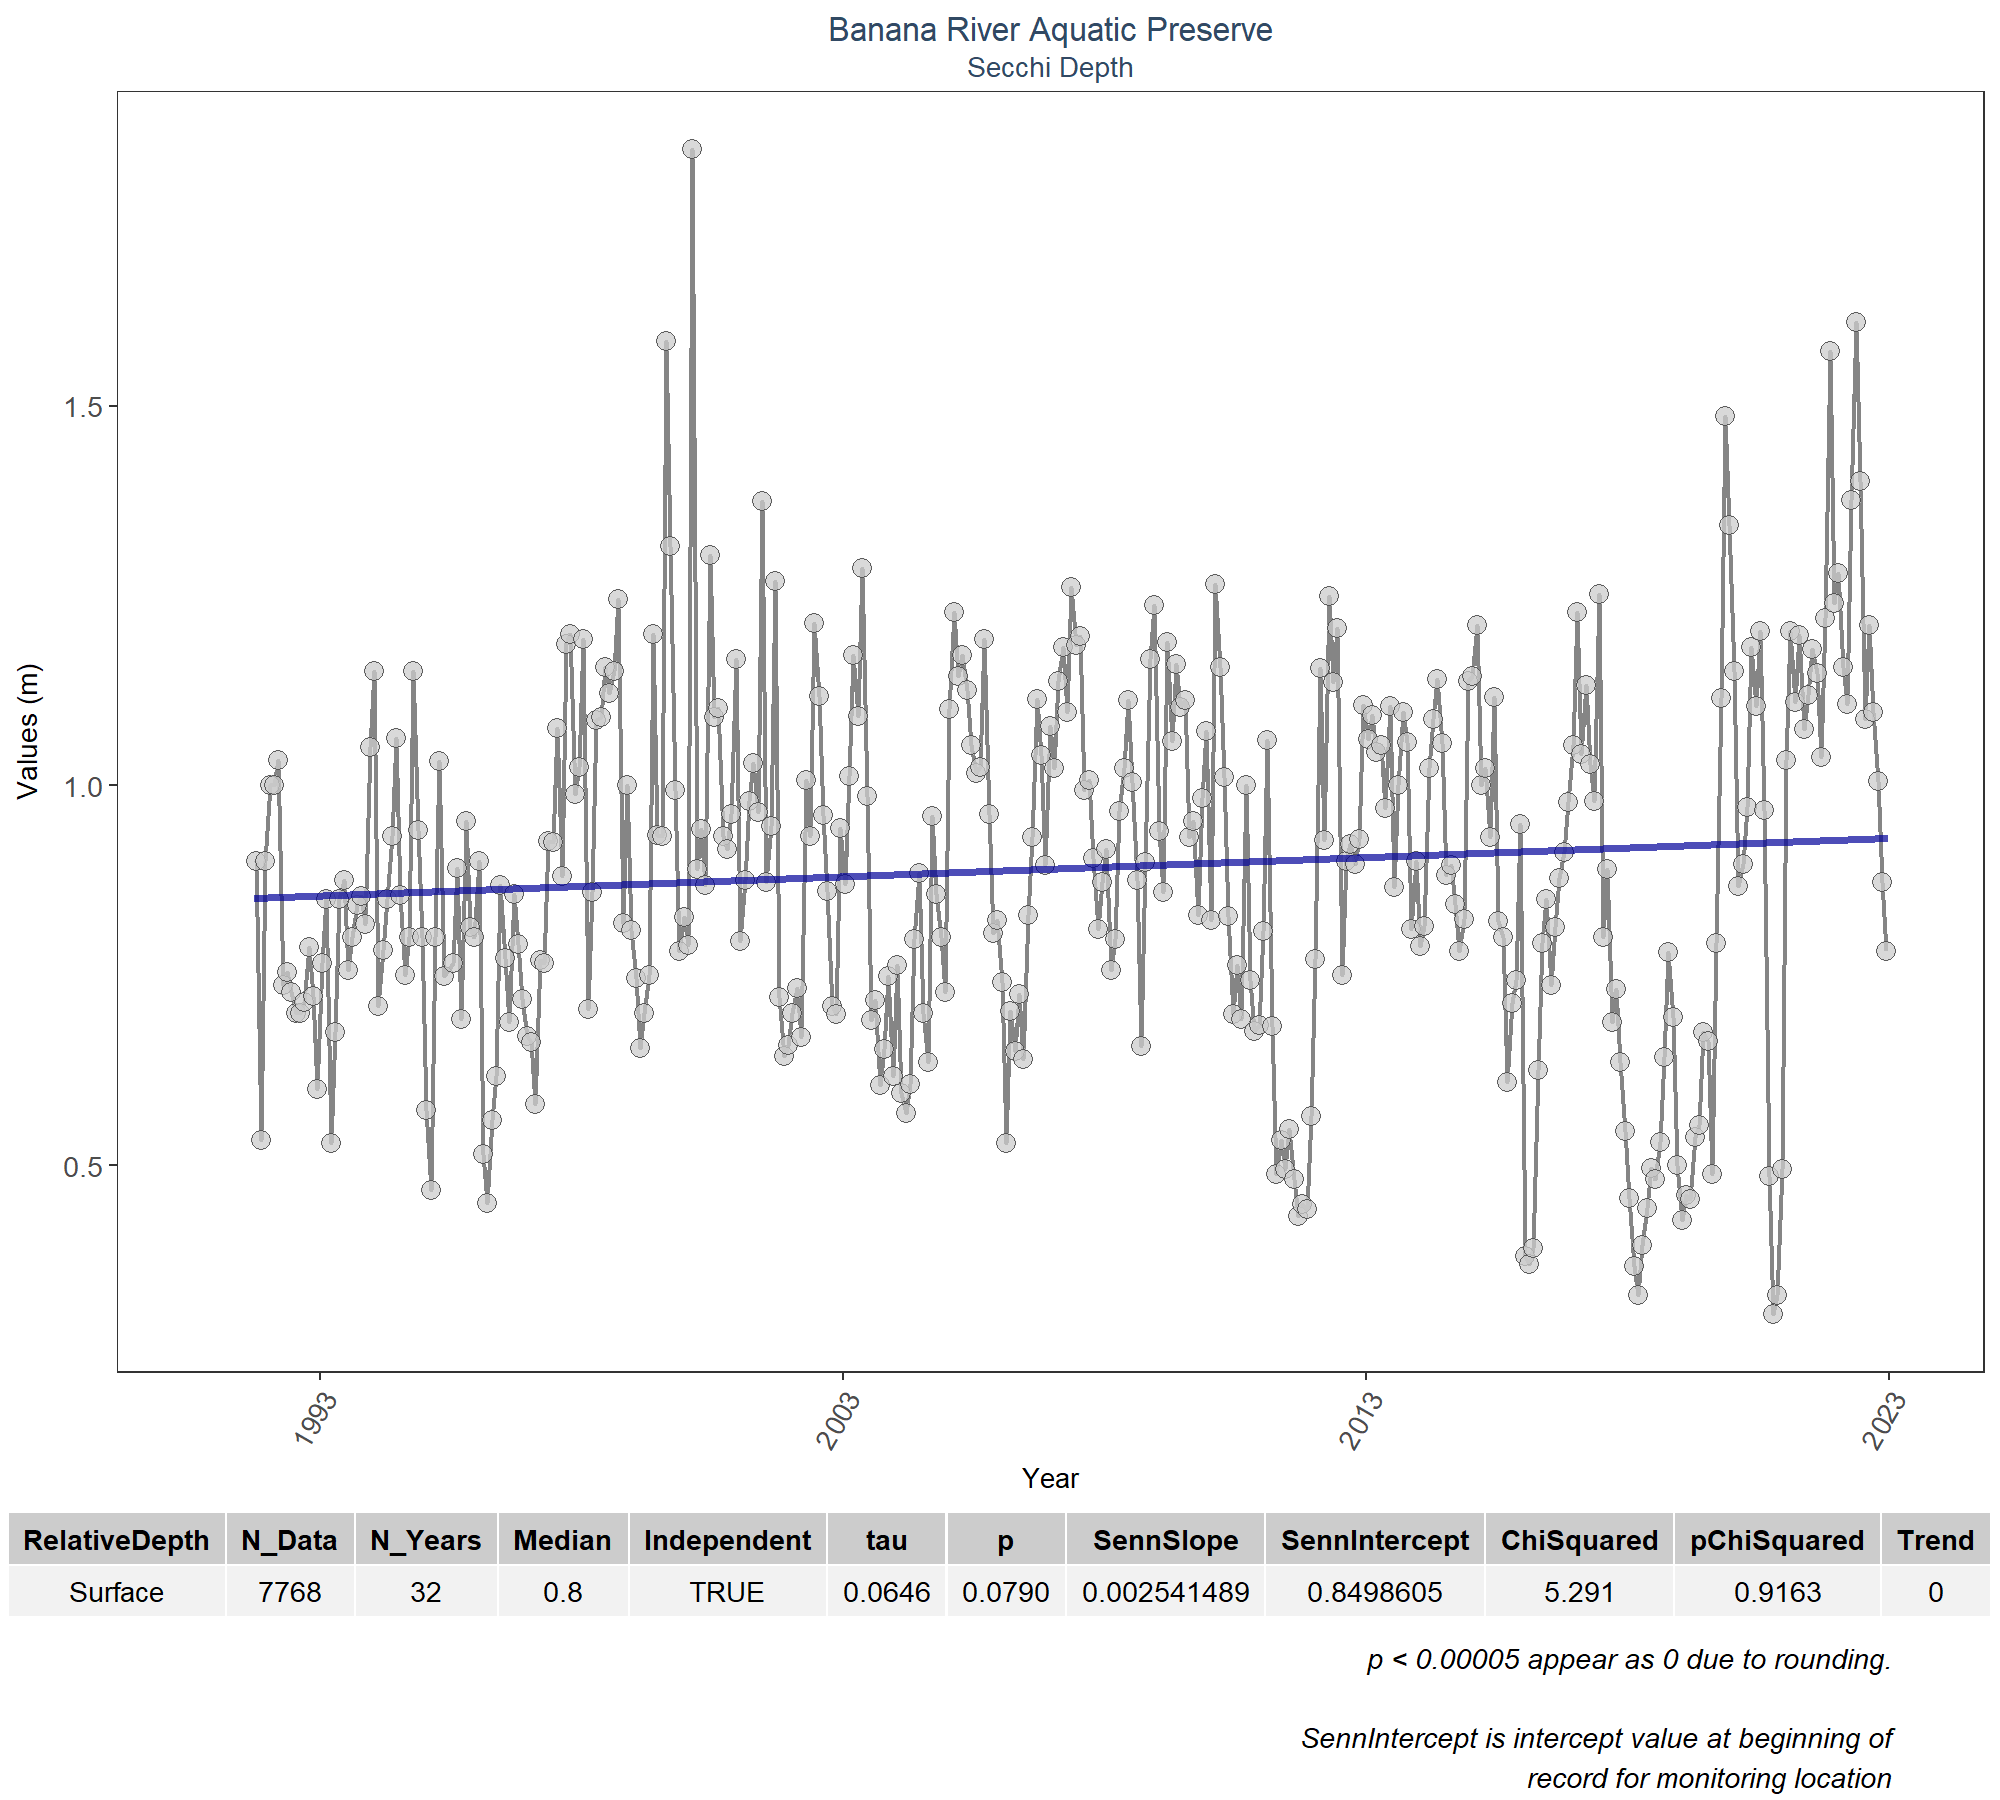 Banana River Aquatic Preserve
Secchi Depth
Values (m)
1.5
1.0
0.5
1993 2003 2013 2023
Year
RelativeDepth N_Data N_Years Median Independent tau p SennSlope SennIntercept ChiSquared pChiSquared Trend
Surface 7768 32 0.8 TRUE 0.0646 0.0790 0.002541489 0.8498605 5.291 0.9163 0
p < 0.00005 appear as 0 due to rounding.
SennIntercept is intercept value at beginning of
record for monitoring location